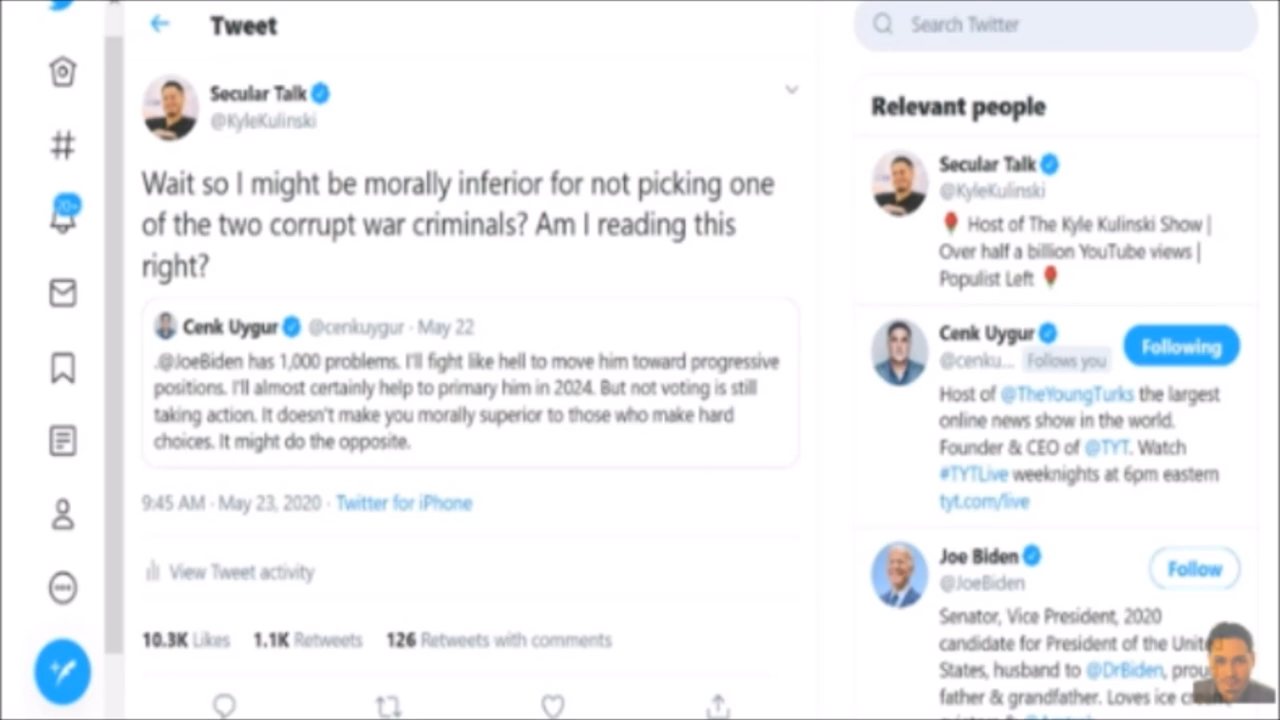 Tweet
Secular Talk
@KyleKulinski
Wait so I might be morally inferior for not picking one
of the two corrupt war criminals? Am I reading this
right?
Cenk Uygur @cenkuygur · May 22
.@JoeBiden has 1,000 problems. I'll fight like hell to move him toward progressive
positions. I'll almost certainly help to primary him in 2024. But not voting is still
taking action. It doesn't make you morally superior to those who make hard
choices. It might do the opposite.
9:45 AM · May 23, 2020 · Twitter for iPhone
View Tweet activity
10.3K Likes 1.1K Retweets 126 Retweets with comments
20+
Search Twitter
Relevant people
Secular Talk
@KyleKulinski
🌹 Host of The Kyle Kulinski Show |
Over half a billion YouTube views |
Populist Left 🌹
Cenk Uygur
@cenku... Follows you
Following
Host of @TheYoungTurks the largest
online news show in the world.
Founder & CEO of @TYT. Watch
#TYTLive weeknights at 6pm eastern
tyt.com/live
Joe Biden
@JoeBiden
Follow
Senator, Vice President, 2020
candidate for President of the United
States, husband to @DrBiden,
father & grandfather. Loves ice